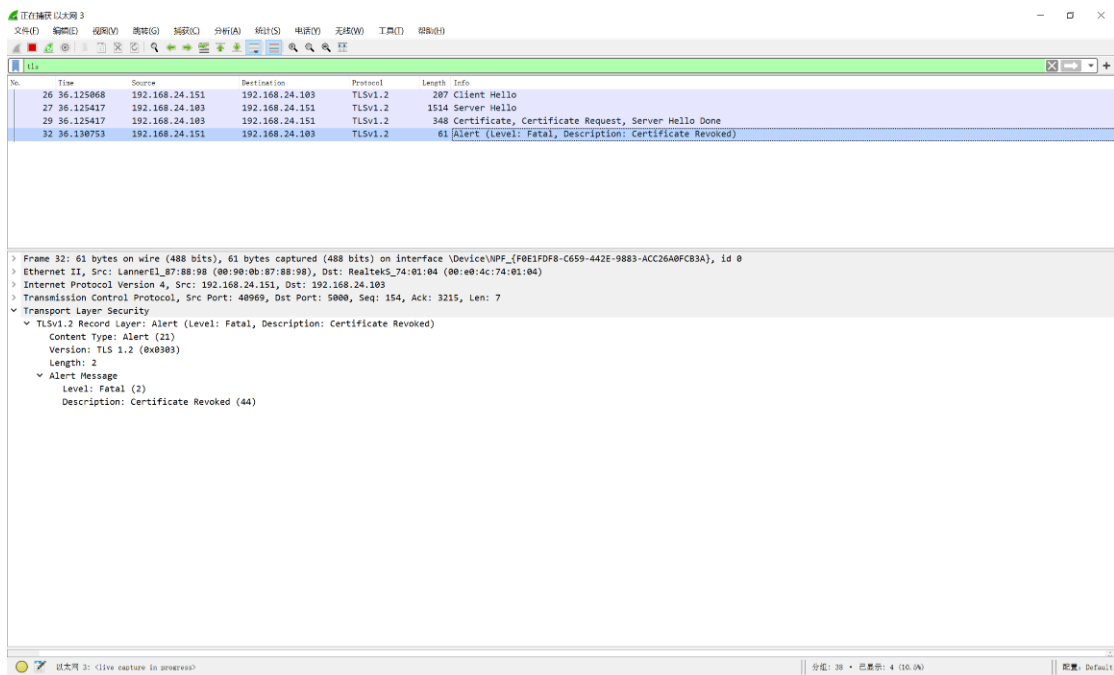 正在捕获 以太网 3
文件(F) 编辑(E) 视图(V) 跳转(G) 捕获(C) 分析(A) 统计(S) 电话(Y) 无线(W) 工具(T) 帮助(H)
tls
No. Time Source Destination Protocol Length Info
26 36.125068 192.168.24.151 192.168.24.103 TLSv1.2 207 Client Hello
27 36.125417 192.168.24.103 192.168.24.151 TLSv1.2 1514 Server Hello
29 36.125417 192.168.24.103 192.168.24.151 TLSv1.2 348 Certificate, Certificate Request, Server Hello Done
32 36.130753 192.168.24.151 192.168.24.103 TLSv1.2 61 Alert (Level: Fatal, Description: Certificate Revoked)
> Frame 32: 61 bytes on wire (488 bits), 61 bytes captured (488 bits) on interface \Device\NPF_{F0E1FDF8-C659-442E-9883-ACC26A0FCB3A}, id 0
> Ethernet II, Src: LannerEl_87:88:98 (00:90:0b:87:88:98), Dst: RealtekS_74:01:04 (00:e0:4c:74:01:04)
> Internet Protocol Version 4, Src: 192.168.24.151, Dst: 192.168.24.103
> Transmission Control Protocol, Src Port: 40969, Dst Port: 5000, Seq: 154, Ack: 3215, Len: 7
Transport Layer Security
TLSv1.2 Record Layer: Alert (Level: Fatal, Description: Certificate Revoked)
Content Type: Alert (21)
Version: TLS 1.2 (0x0303)
Length: 2
Alert Message
Level: Fatal (2)
Description: Certificate Revoked (44)
以太网 3: <live capture in progress> 分组: 38 • 已显示: 4 (10.5%) 配置: Default